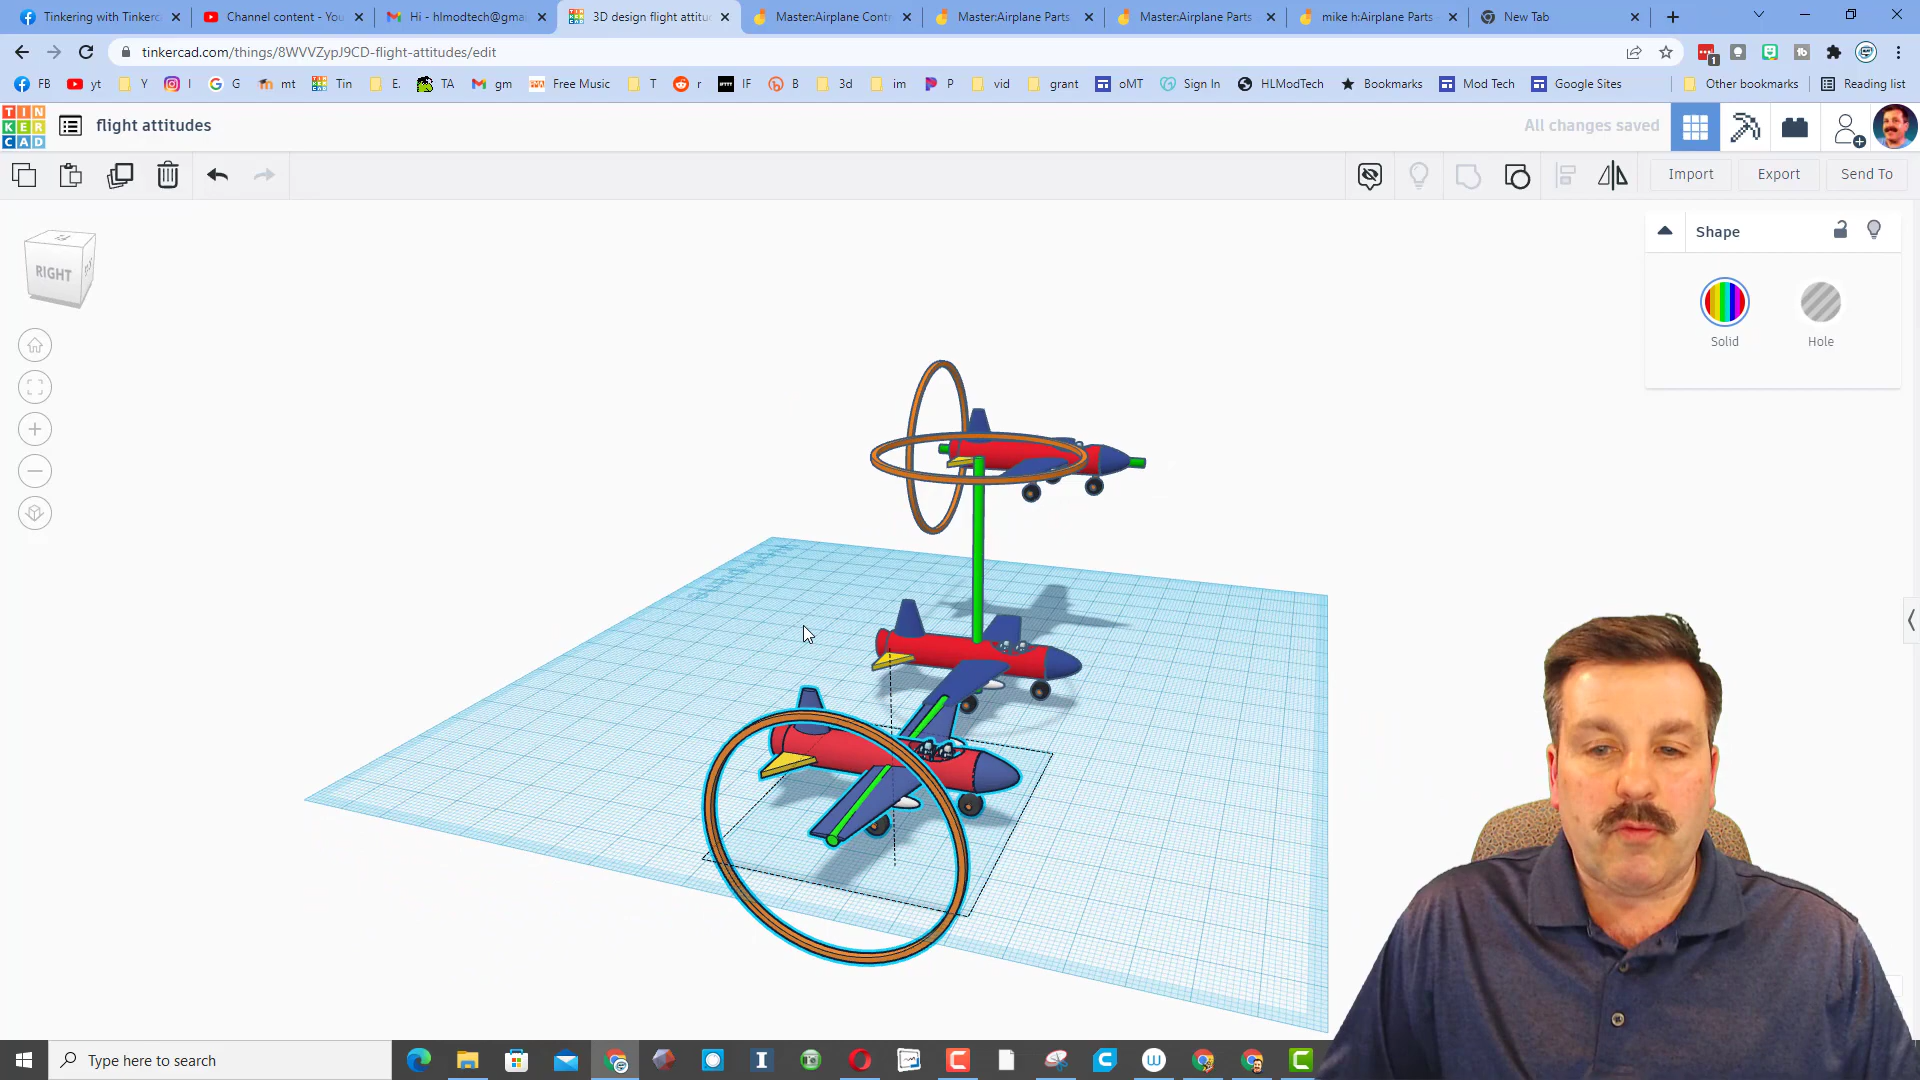 Tinkering with Tinkerc
Channel content - You
Hi - hlmodtech@gma
3D design flight attitud
Master:Airplane Contr
Master:Airplane Parts
Master:Airplane Parts
mike h:Airplane Parts
New Tab
tinkercad.com/things/8WVVZypJ9CD-flight-attitudes/edit
FB
yt
Y
I
G
mt
Tin
E.
TA
gm
Free Music
T
r
IF
B
3d
im
P
vid
grant
oMT
Sign In
HLModTech
Bookmarks
Mod Tech
Google Sites
Other bookmarks
Reading list
TIN
KER
CAD
flight attitudes
All changes saved
Import
Export
Send To
RIGHT
Shape
Solid
Hole
Type here to search